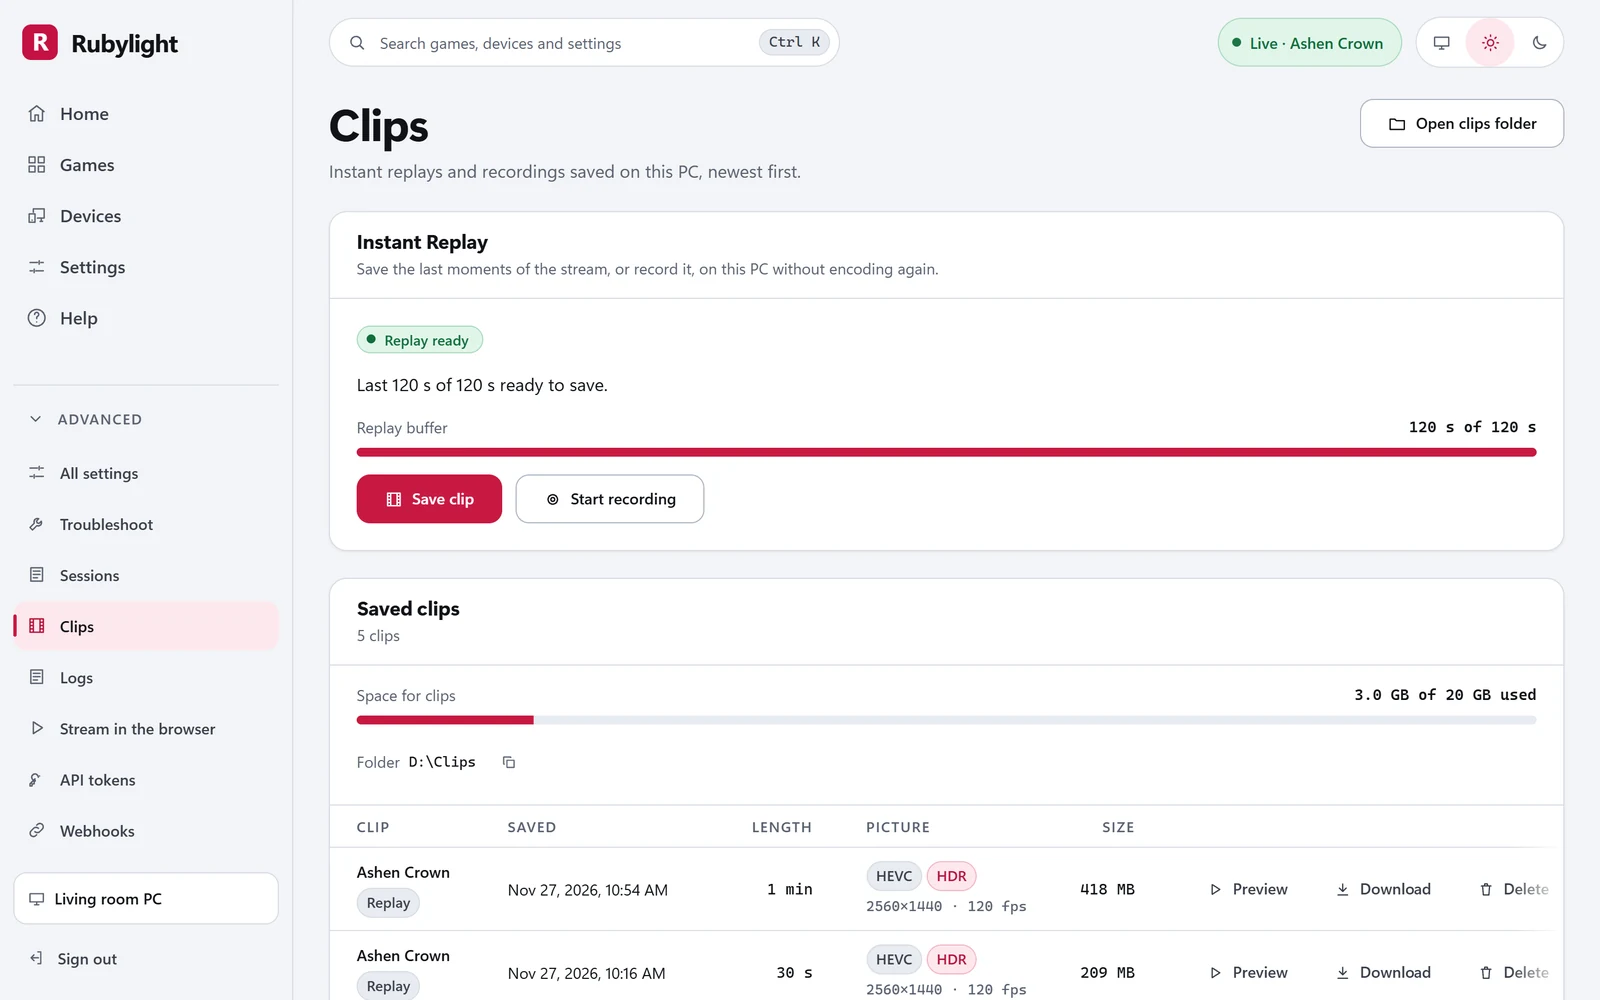 R Rubylight
Search games, devices and settings
Ctrl K
Live · Ashen Crown
Home
Games
Devices
Settings
Help
ADVANCED
All settings
Troubleshoot
Sessions
Clips
Logs
Stream in the browser
API tokens
Webhooks
Living room PC
Sign out
Clips
Instant replays and recordings saved on this PC, newest first.
Open clips folder
Instant Replay
Save the last moments of the stream, or record it, on this PC without encoding again.
Replay ready
Last 120 s of 120 s ready to save.
Replay buffer
120 s of 120 s
Save clip
Start recording
Saved clips
5 clips
Space for clips
3.0 GB of 20 GB used
Folder D:\Clips
CLIP SAVED LENGTH PICTURE SIZE
Ashen Crown
Replay
Nov 27, 2026, 10:54 AM
1 min
HEVC HDR
2560×1440 · 120 fps
418 MB
Preview
Download
Delete
Ashen Crown
Replay
Nov 27, 2026, 10:16 AM
30 s
HEVC HDR
2560×1440 · 120 fps
209 MB
Preview
Download
Delete